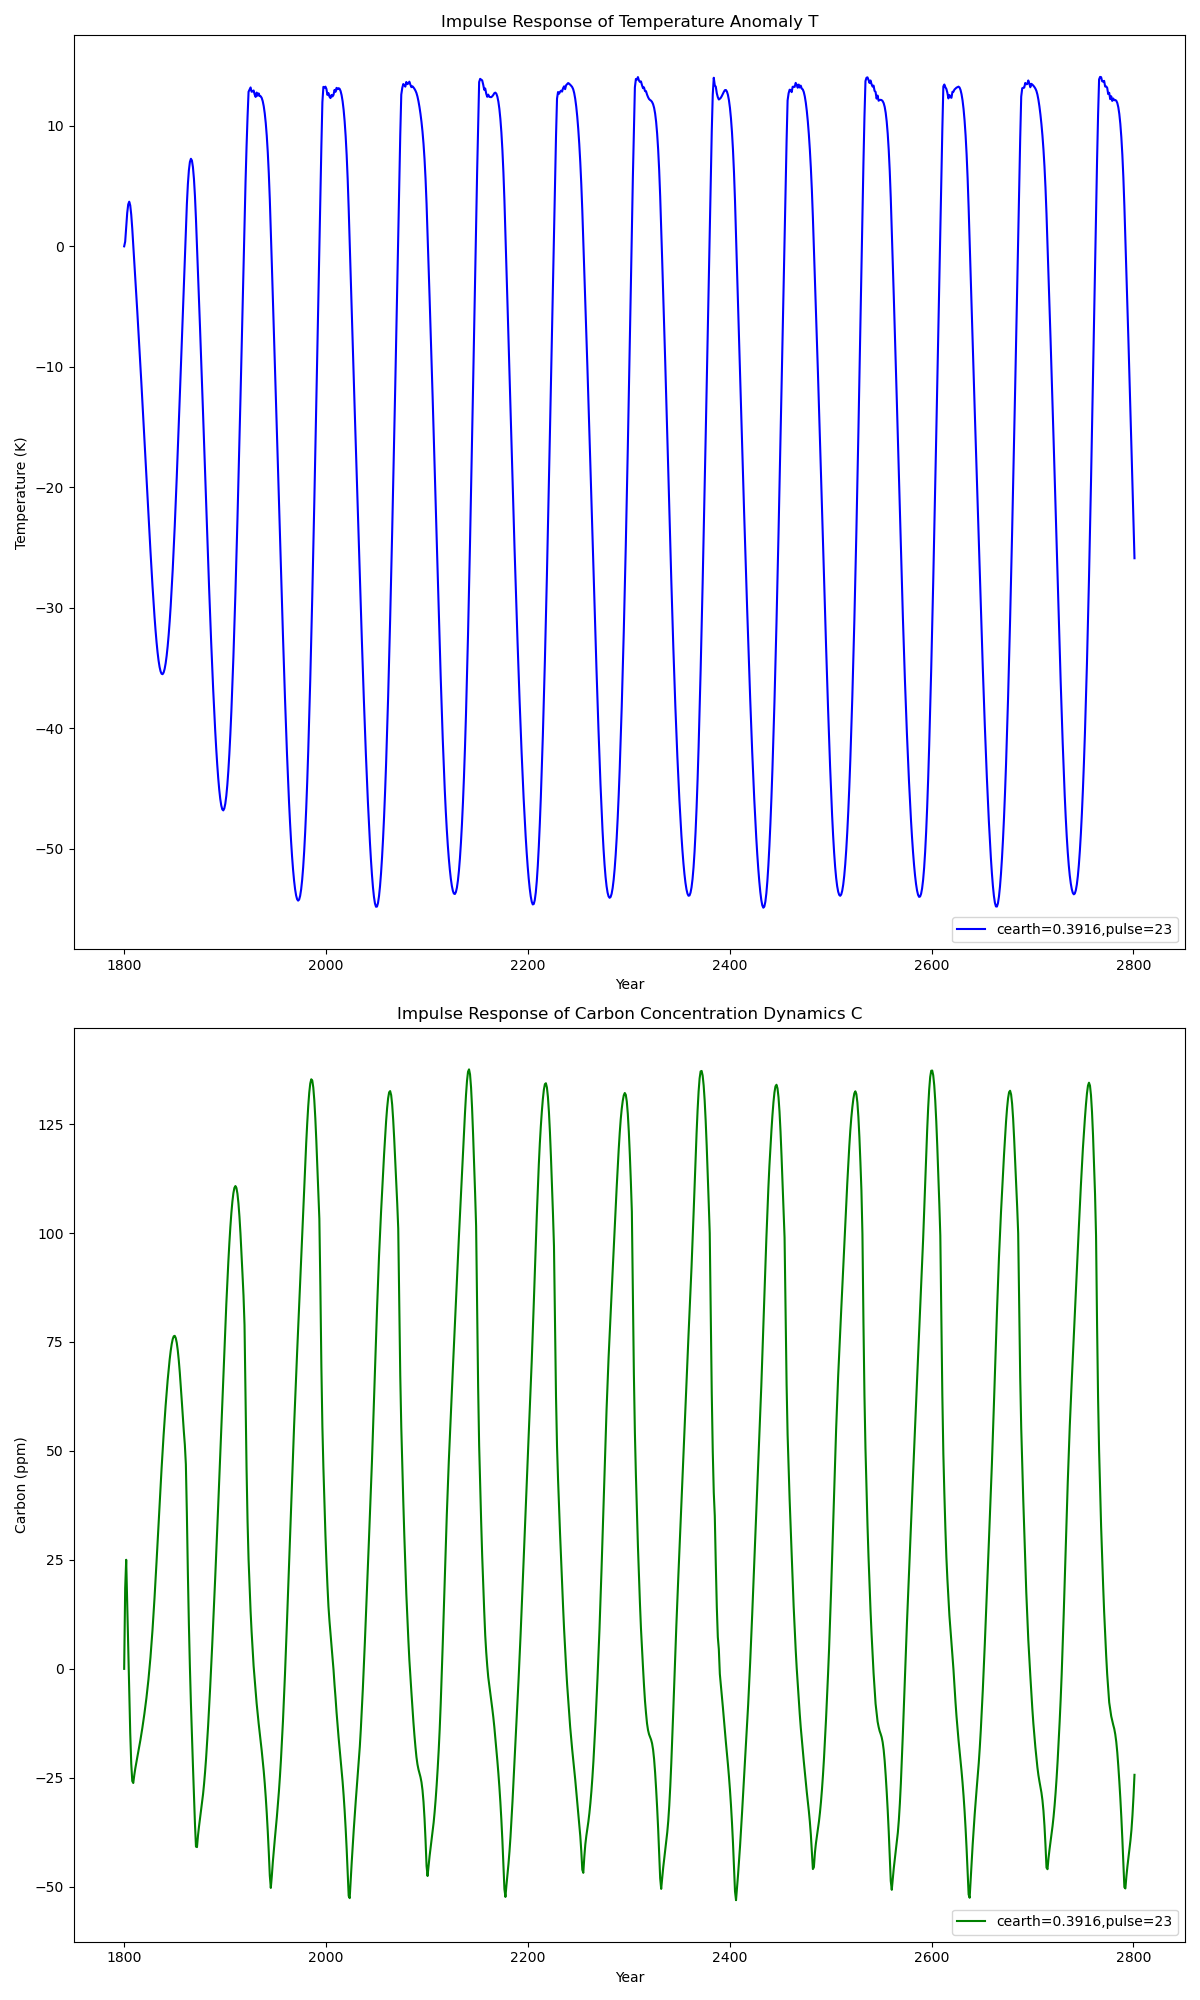 Impulse Response of Temperature Anomaly T
Temperature (K)
10
0
−10
−20
−30
−40
−50
cearth=0.3916,pulse=23
1800 2000 2200 2400 2600 2800
Year
Impulse Response of Carbon Concentration Dynamics C
Carbon (ppm)
125
100
75
50
25
0
−25
−50
cearth=0.3916,pulse=23
1800 2000 2200 2400 2600 2800
Year